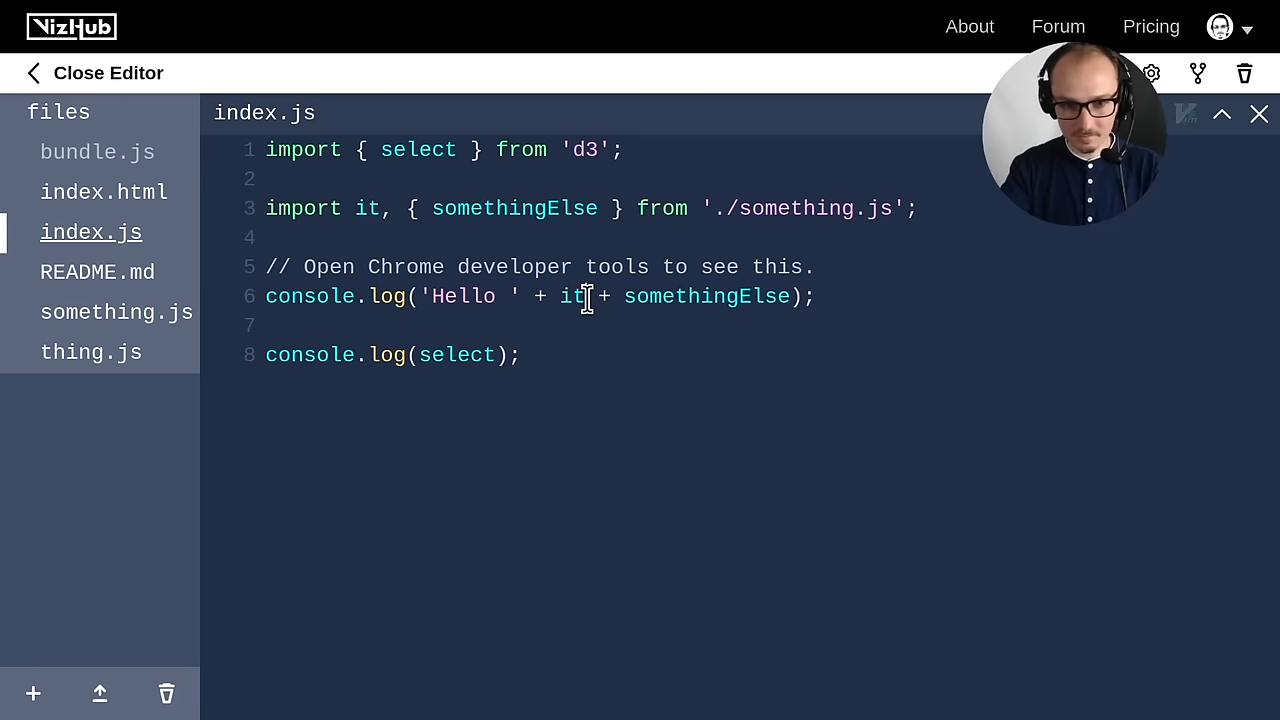 VizHub
About Forum Pricing
Close Editor
files
bundle.js
index.html
index.js
README.md
something.js
thing.js
index.js
1 import { select } from 'd3';
2
3 import it, { somethingElse } from './something.js';
4
5 // Open Chrome developer tools to see this.
6 console.log('Hello ' + it + somethingElse);
7
8 console.log(select);